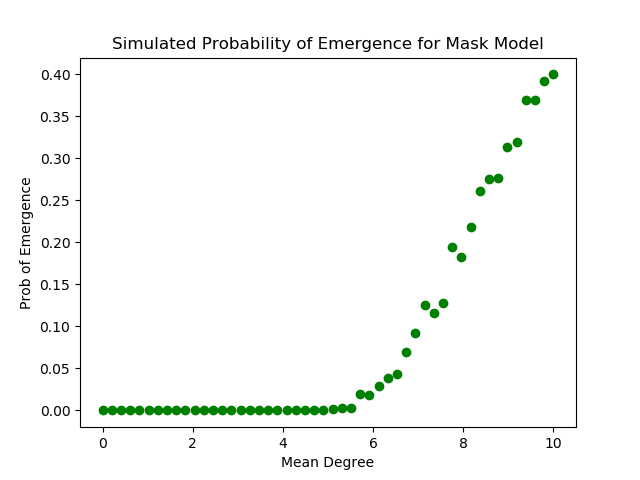 Simulated Probability of Emergence for Mask Model
0.40
0.35
0.30
0.25
0.20
0.15
0.10
0.05
0.00
Prob of Emergence
0 2 4 6 8 10
Mean Degree